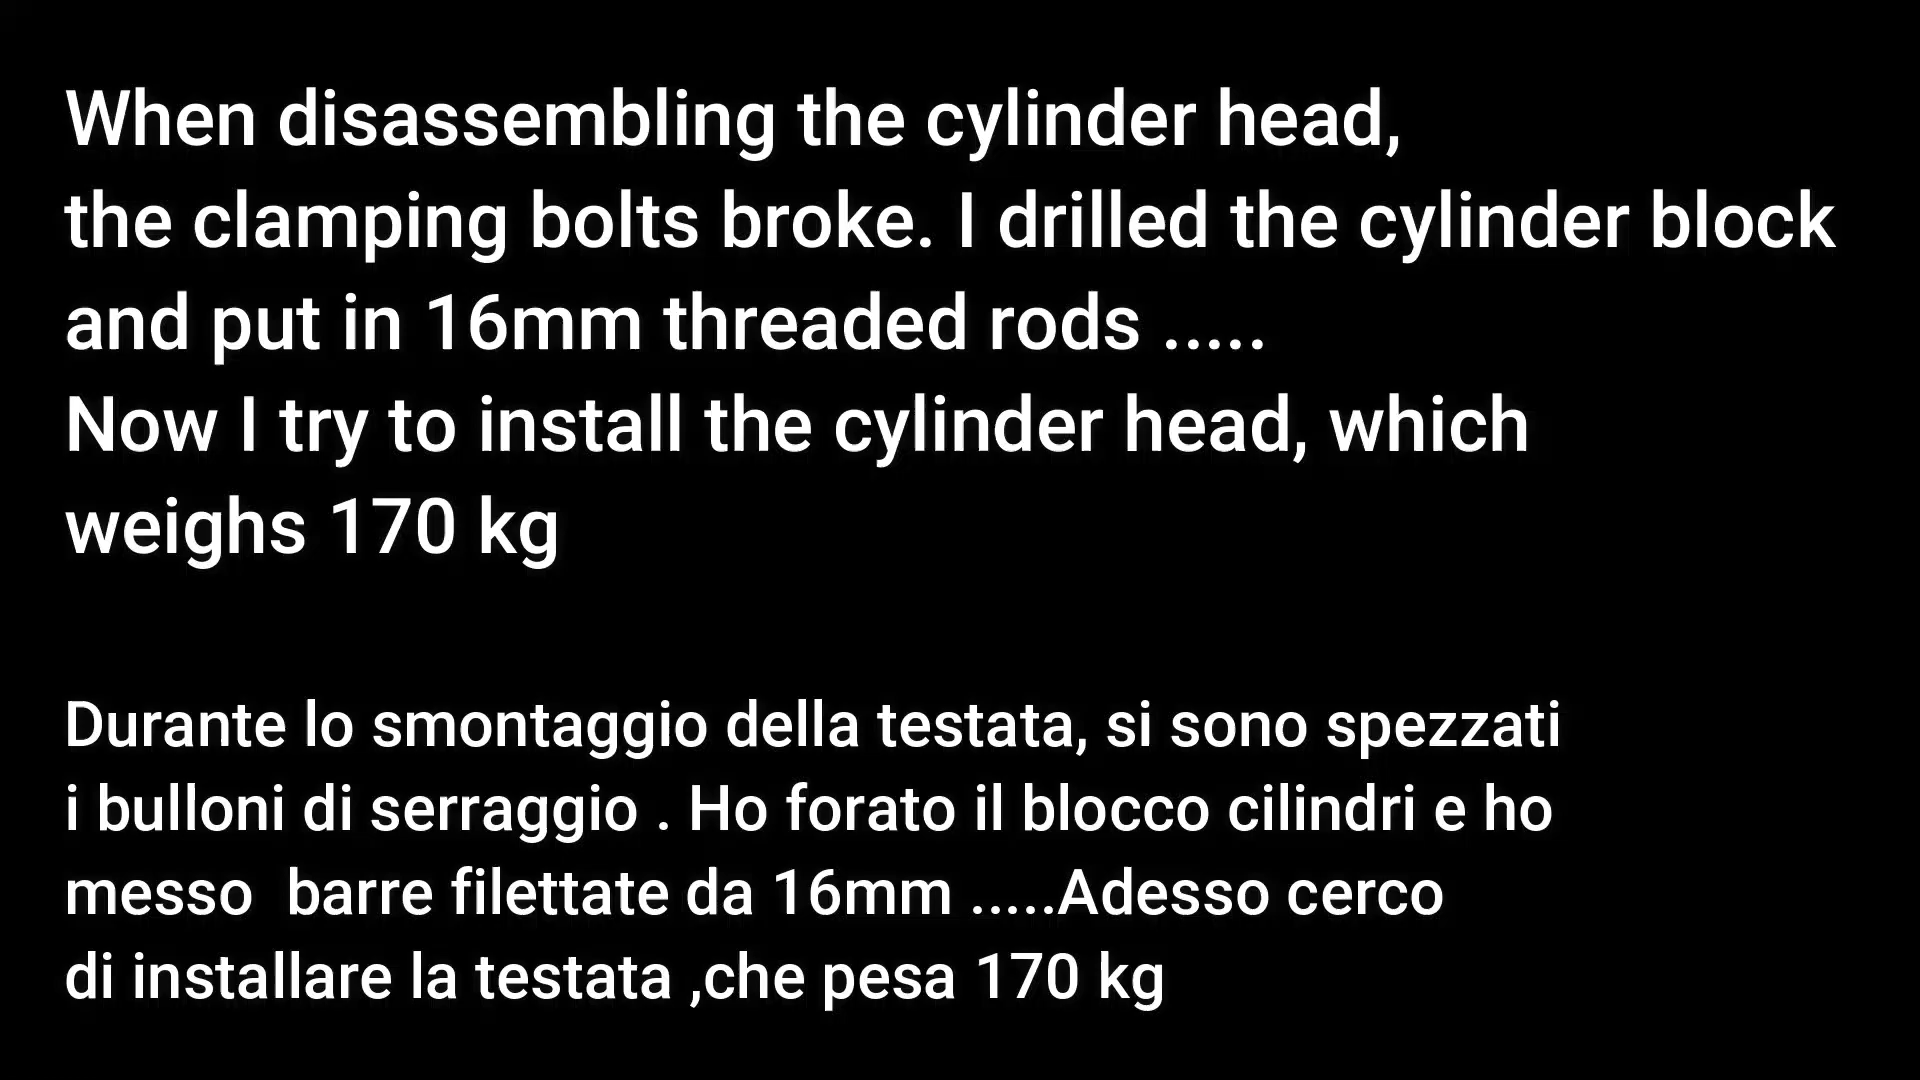 When disassembling the cylinder head,
the clamping bolts broke. I drilled the cylinder block
and put in 16mm threaded rods .....
Now I try to install the cylinder head, which
weighs 170 kg
Durante lo smontaggio della testata, si sono spezzati
i bulloni di serraggio . Ho forato il blocco cilindri e ho
messo  barre filettate da 16mm .....Adesso cerco
di installare la testata ,che pesa 170 kg